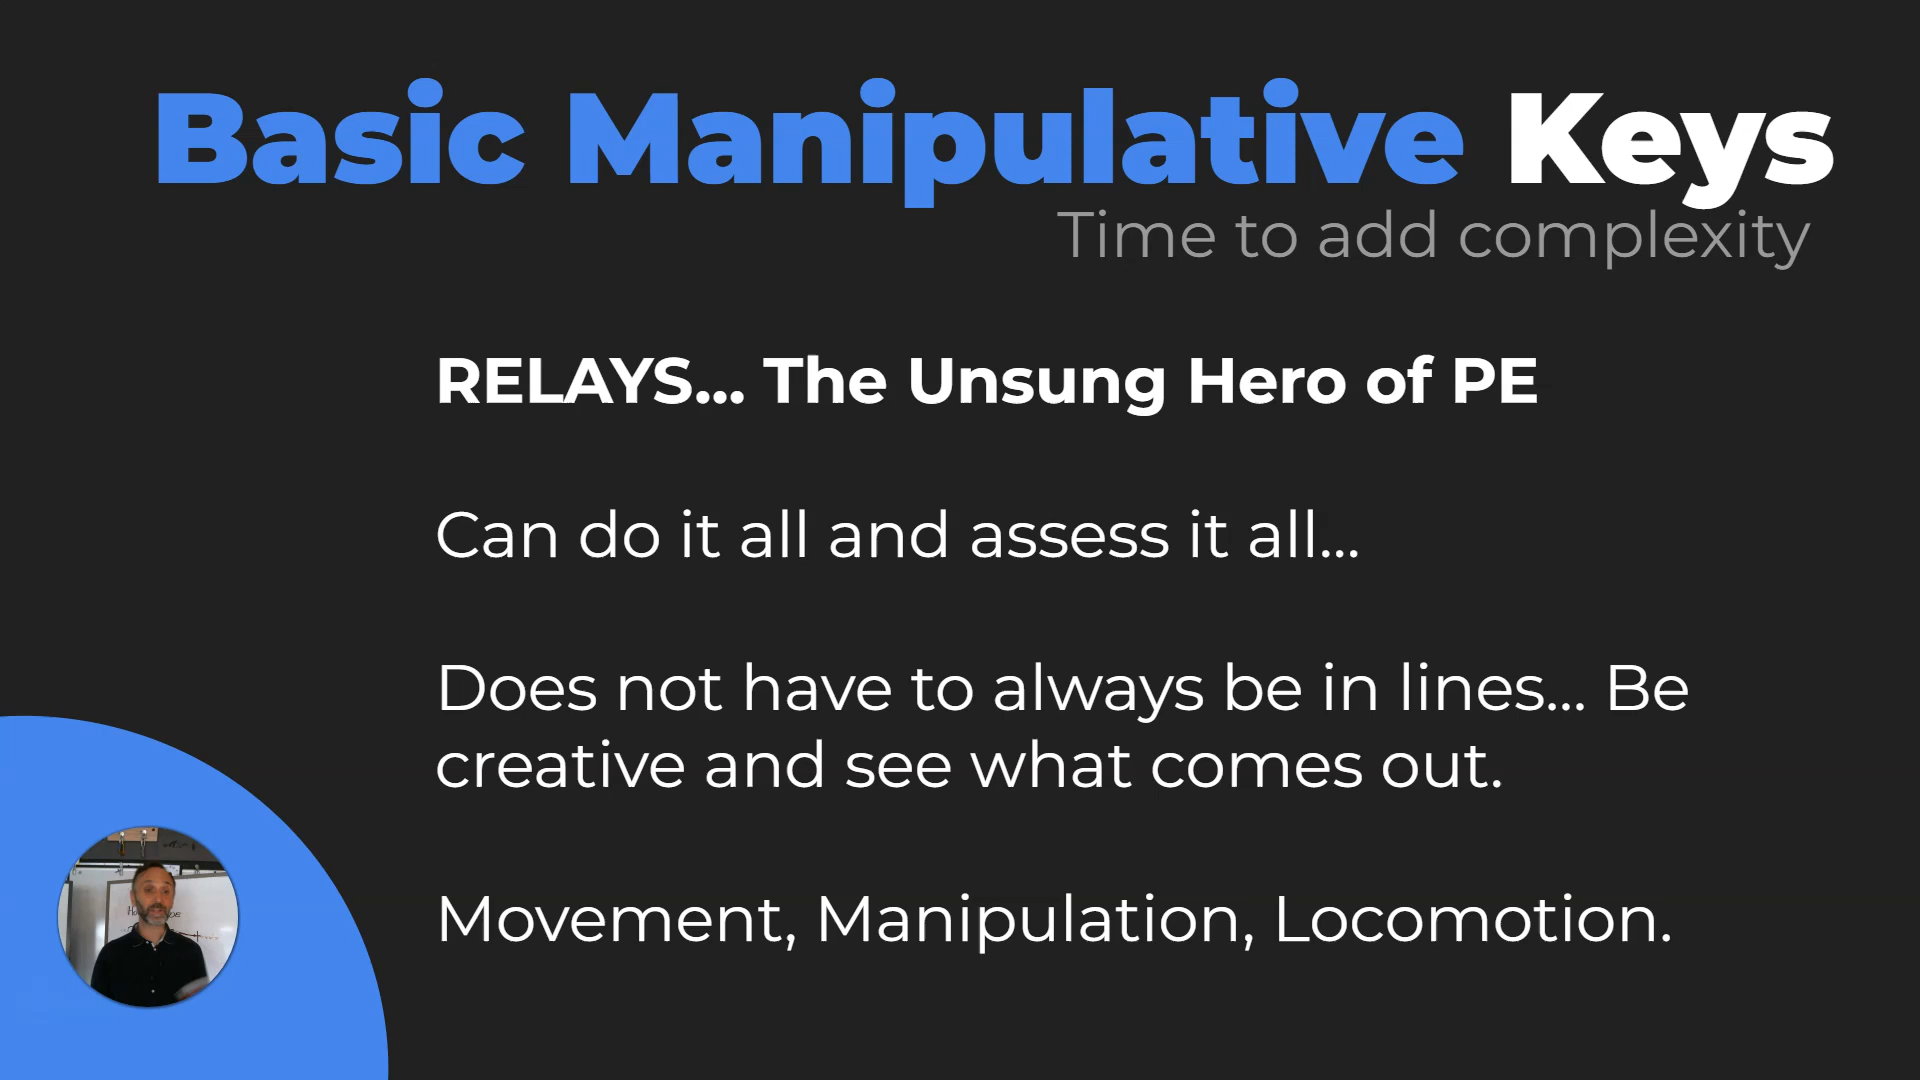 Basic Manipulative Keys
Time to add complexity
RELAYS... The Unsung Hero of PE
Can do it all and assess it all...
Does not have to always be in lines... Be
creative and see what comes out.
Movement, Manipulation, Locomotion.